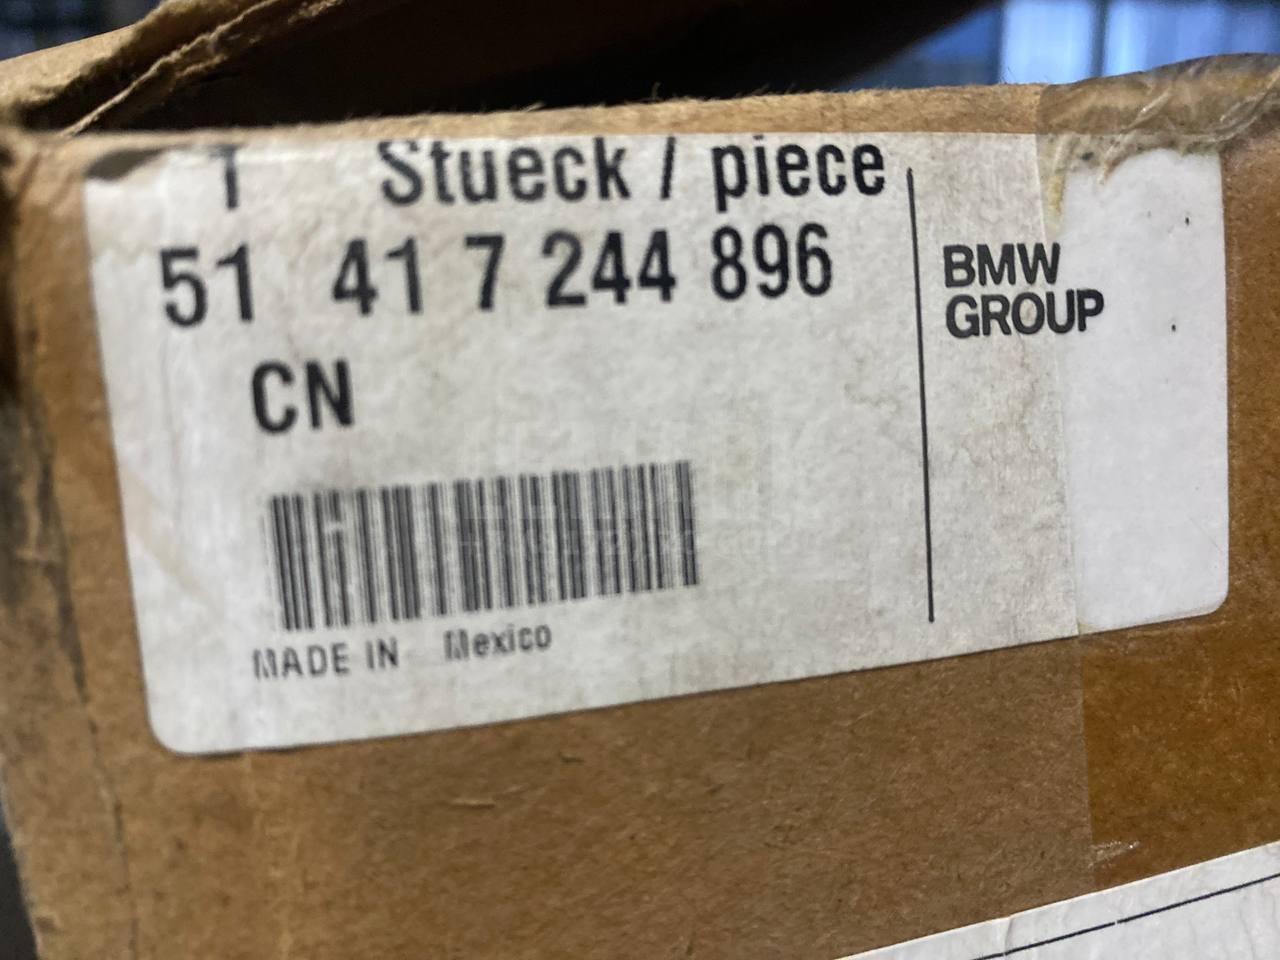 1 Stueck / piece
51 41 7 244 896
CN
BMW
GROUP
MADE IN Mexico